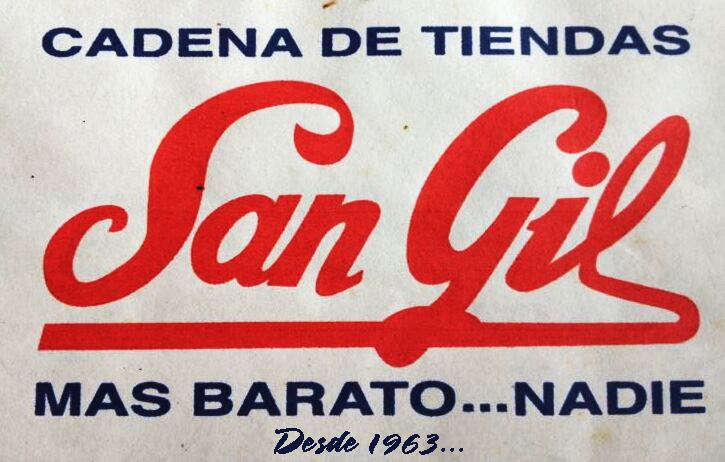 CADENA DE TIENDAS
San Gil
MAS BARATO...NADIE
Desde 1963...